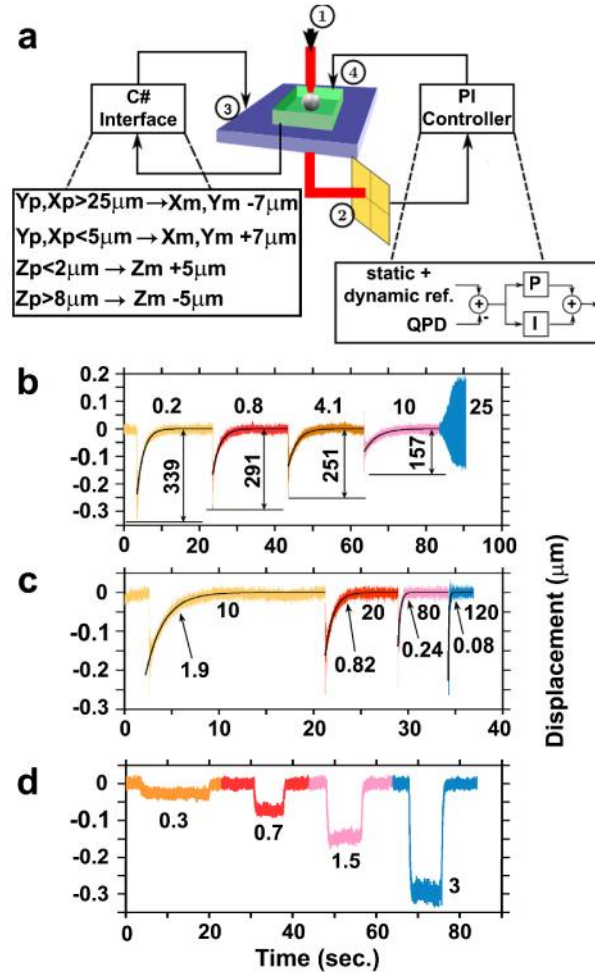 a
1
4
C#
Interface
3
PI
Controller
2
Yp,Xp>25µm→Xm,Ym -7µm
Yp,Xp<5µm→Xm,Ym +7µm
Zp<2µm→ Zm +5µm
Zp>8µm→ Zm -5µm
static +
dynamic ref.
QPD
+
-
P
I
+
b
0.2
0.1
0
-0.1
-0.2
-0.3
0.2
0.8
4.1
10
25
339
291
251
157
0 20 40 60 80 100
c
0
-0.1
-0.2
-0.3
10
20
80
120
1.9
0.82
0.24
0.08
0 10 20 30 40 50
Displacement (µm)
d
0
-0.1
-0.2
-0.3
0.3
0.7
1.5
3
0 20 40 60 80
Time (sec.)